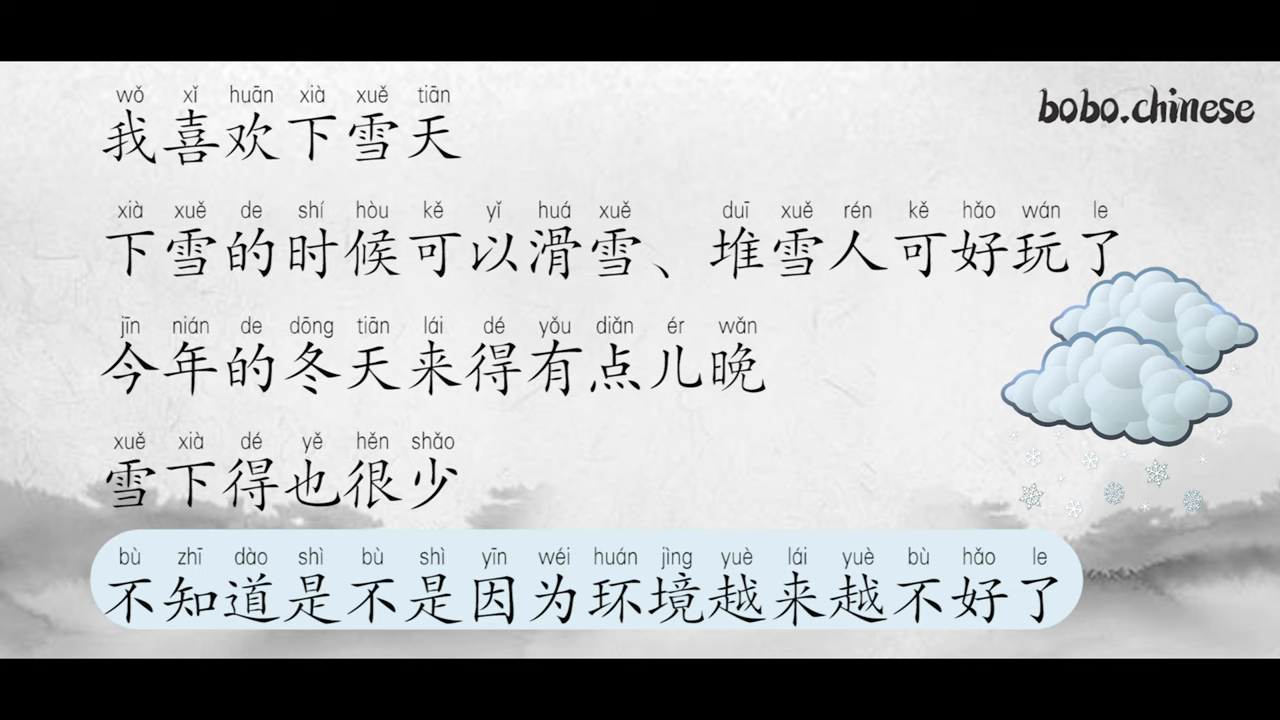 wǒ xǐ huān xià xuě tiān
我喜欢下雪天
bobo.chinese
xià xuě de shí hòu kě yǐ huá xuě duī xuě rén kě hǎo wán le
下雪的时候可以滑雪、堆雪人可好玩了
jīn nián de dōng tiān lái dé yǒu diǎn ér wǎn
今年的冬天来得有点儿晚
xuě xià dé yě hěn shǎo
雪下得也很少
bù zhī dào shì bù shì yīn wéi huán jìng yuè lái yuè bù hǎo le
不知道是不是因为环境越来越不好了